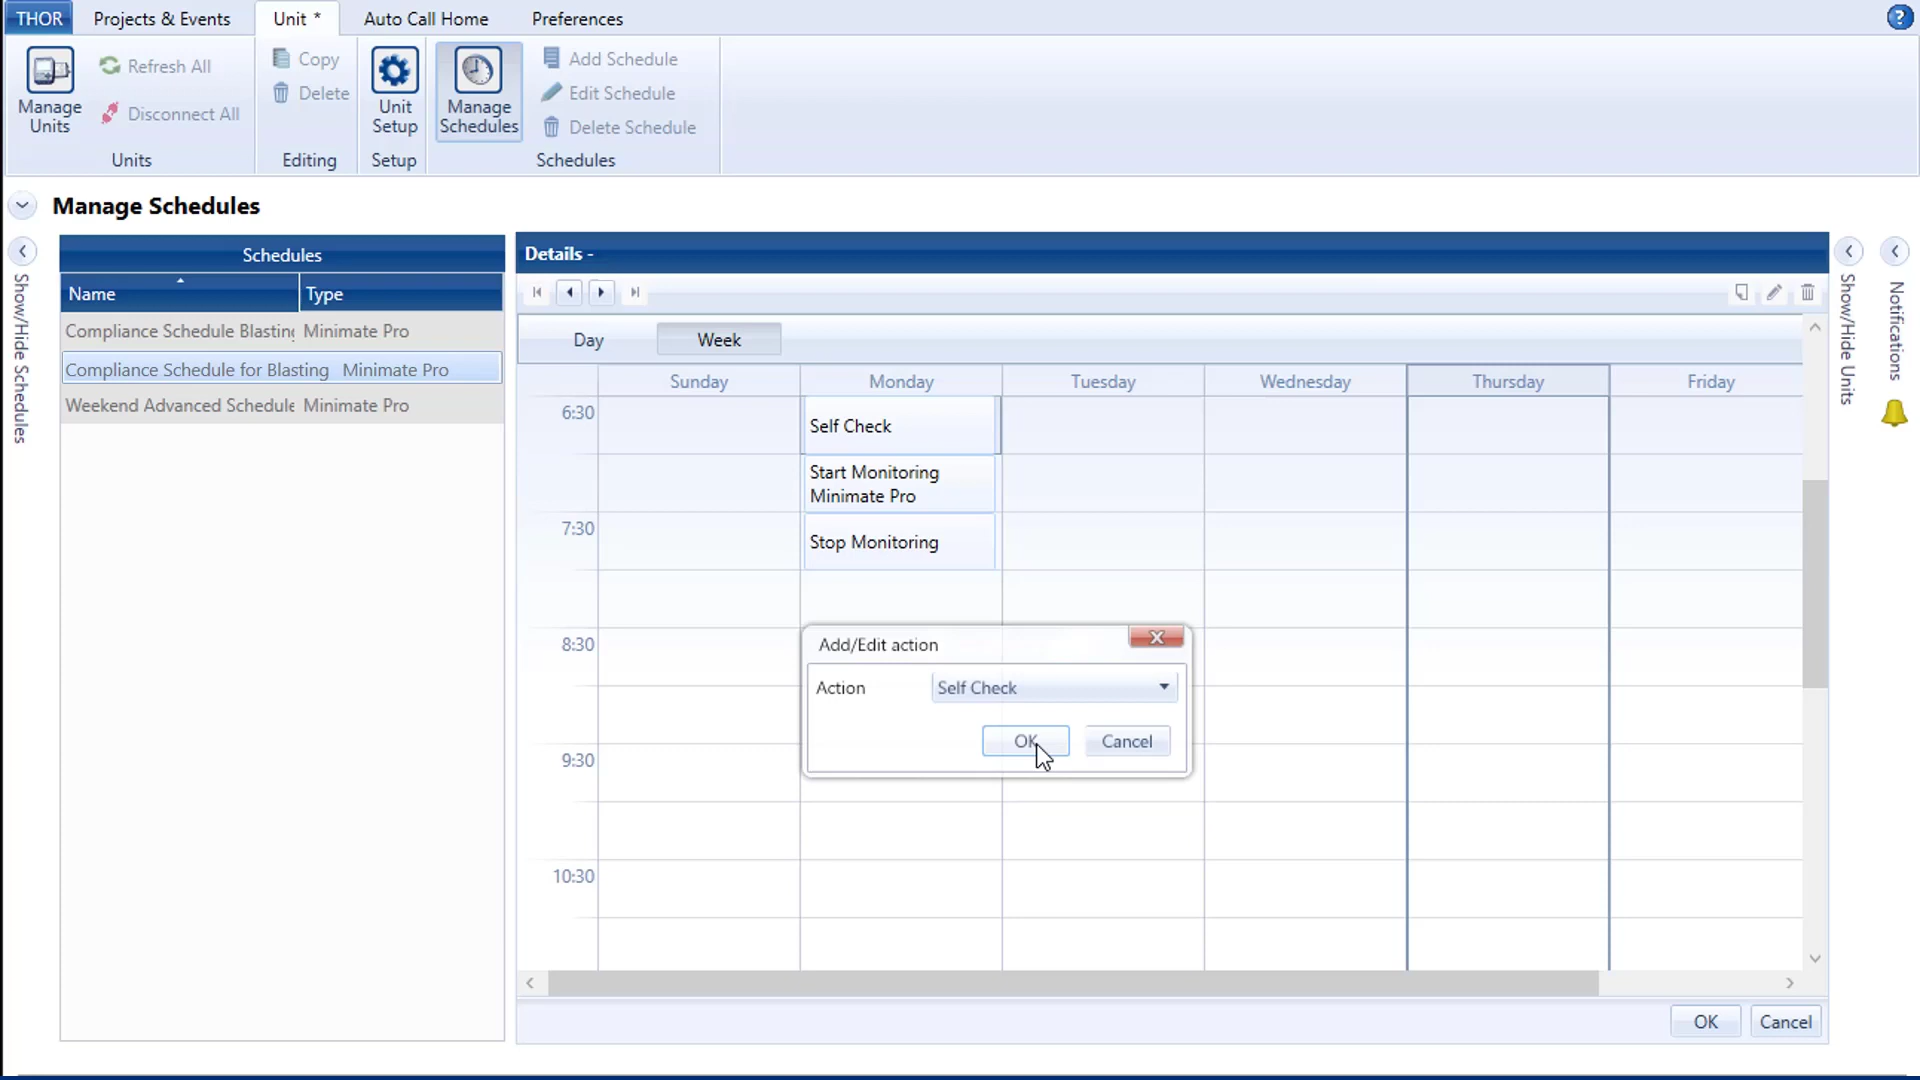 THOR
Projects & Events
Unit *
Auto Call Home
Preferences
Manage Units
Refresh All
Disconnect All
Units
Copy
Delete
Editing
Unit Setup
Setup
Manage Schedules
Add Schedule
Edit Schedule
Delete Schedule
Schedules
Manage Schedules
Show/Hide Schedules
Schedules
Name
Type
Compliance Schedule Blasting Minimate Pro
Compliance Schedule for Blasting Minimate Pro
Weekend Advanced Schedule Minimate Pro
Details -
Day
Week
Sunday
Monday
Tuesday
Wednesday
Thursday
Friday
6:30
Self Check
Start Monitoring
Minimate Pro
7:30
Stop Monitoring
8:30
Add/Edit action
Action
Self Check
OK
Cancel
9:30
10:30
OK
Cancel
Show/Hide Units
Notifications